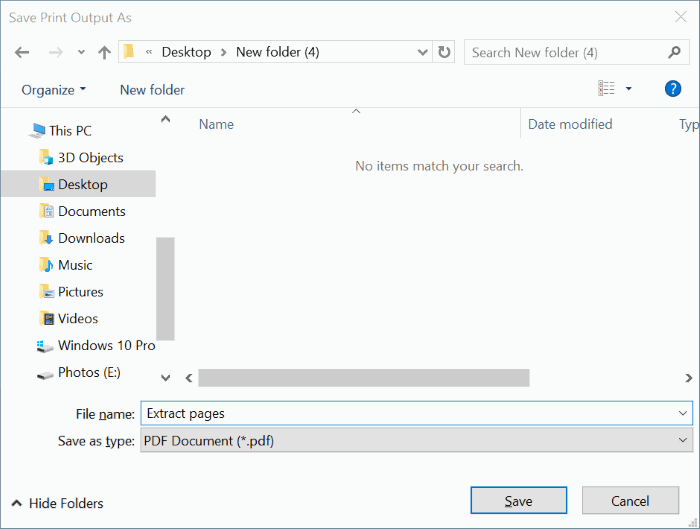 Save Print Output As
« Desktop > New folder (4)
Search New folder (4)
Organize
New folder
?
Name
Date modified
Typ
No items match your search.
This PC
3D Objects
Desktop
Documents
Downloads
Music
Pictures
Videos
Windows 10 Pro
Photos (E:)
File name: Extract pages
Save as type: PDF Document (*.pdf)
Hide Folders
Save
Cancel